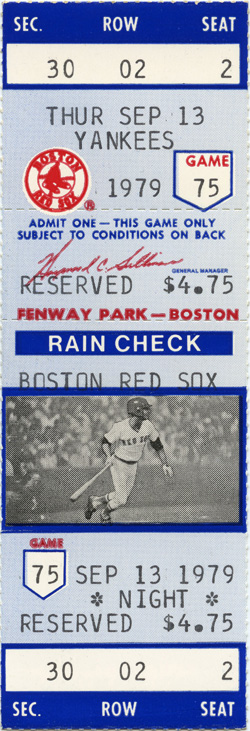 SEC. ROW SEAT
30 02 2
THUR SEP 13
YANKEES
BOSTON
RED SOX
®
1979
GAME
75
ADMIT ONE — THIS GAME ONLY
SUBJECT TO CONDITIONS ON BACK
GENERAL MANAGER
RESERVED $4.75
FENWAY PARK — BOSTON
RAIN CHECK
BOSTON RED SOX
RED SOX
GAME
75 SEP 13 1979
* NIGHT *
RESERVED $4.75
30 02 2
SEC. ROW SEAT